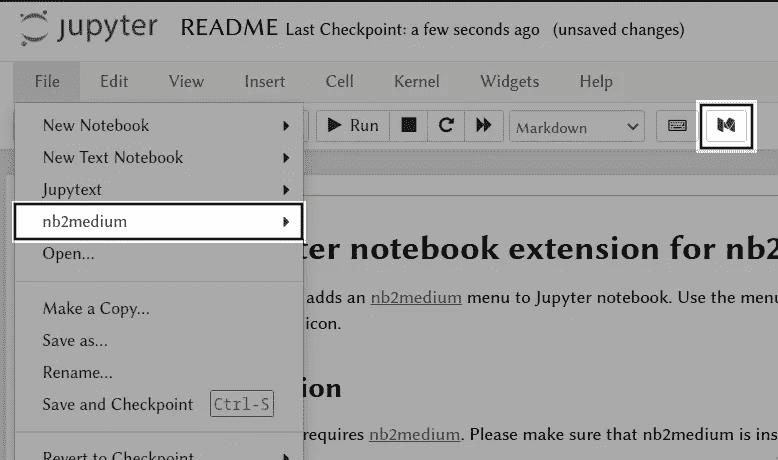 jupyter README Last Checkpoint: a few seconds ago (unsaved changes)
File Edit View Insert Cell Kernel Widgets Help
Run Markdown
New Notebook
New Text Notebook
Jupytext
nb2medium
Open...
ter notebook extension for nb2
Make a Copy...
adds an nb2medium menu to Jupyter notebook. Use the menu
Save as...
icon.
Rename...
ion
Save and Checkpoint Ctrl-S
requires nb2medium. Please make sure that nb2medium is ins
Revert to Checkpoint